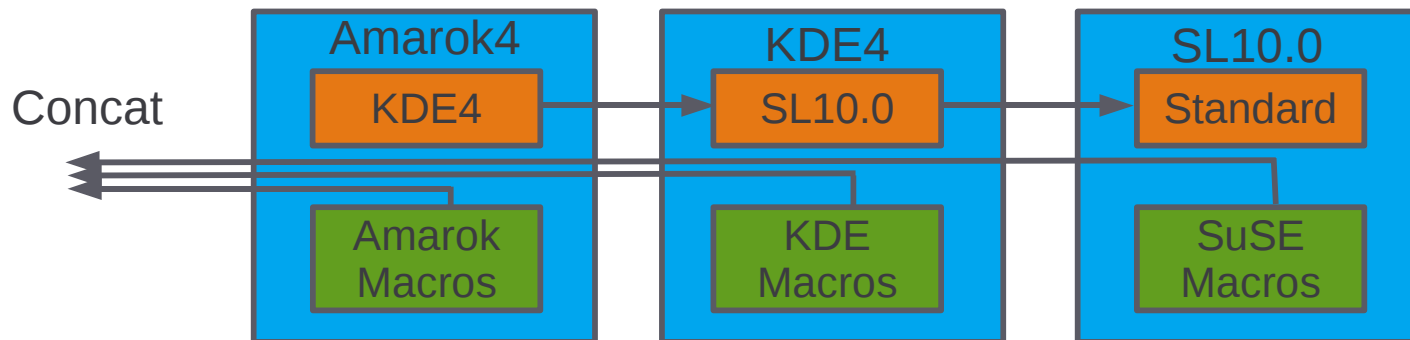 Amarok4
KDE4
SL10.0
Concat
KDE4
SL10.0
Standard
Amarok
Macros
KDE
Macros
SuSE
Macros